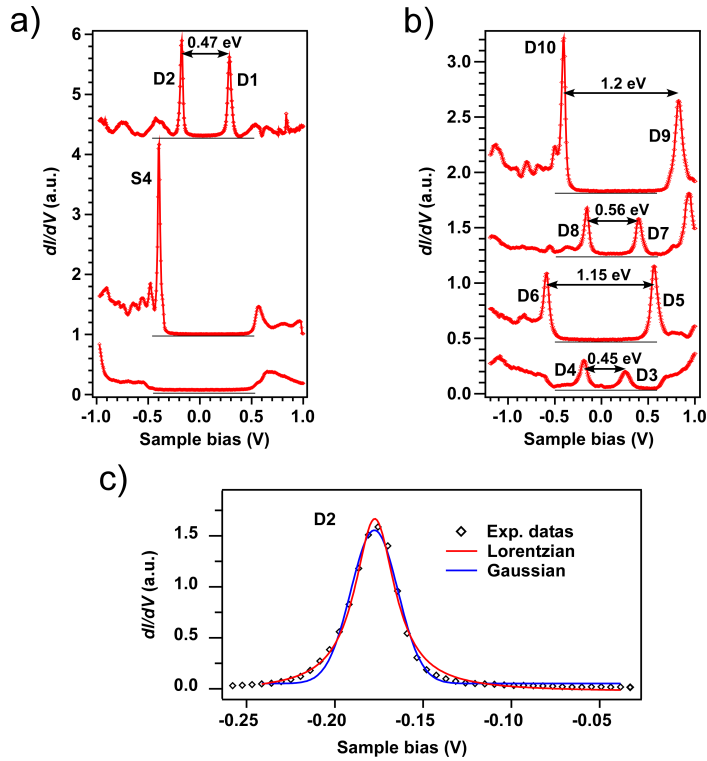 a)
6
5
4
3
2
1
0
dI/dV (a.u.)
0.47 eV
D2
D1
S4
-1.0
-0.5
0.0
0.5
1.0
Sample bias (V)
b)
3.0
2.5
2.0
1.5
1.0
0.5
0.0
dI/dV (a.u.)
D10
1.2 eV
D9
0.56 eV
D8
D7
1.15 eV
D6
D5
0.45 eV
D4
D3
-1.0
-0.5
0.0
0.5
1.0
Sample bias (V)
c)
1.5
1.0
0.5
0.0
dI/dV (a.u.)
D2
Exp. datas
Lorentzian
Gaussian
-0.25
-0.20
-0.15
-0.10
-0.05
Sample bias (V)